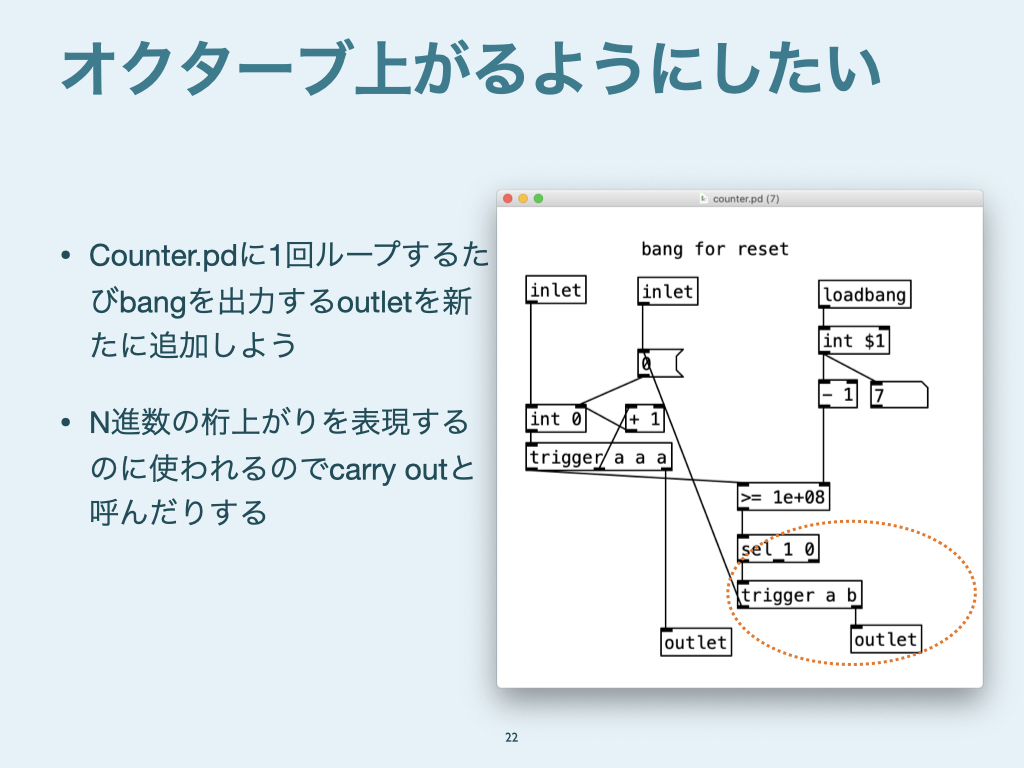 オクターブ上がるようにしたい
• Counter.pdに1回ループするた
びbangを出力するoutletを新
たに追加しよう
• N進数の桁上がりを表現する
のに使われるのでcarry outと
呼んだりする
counter.pd (7)
bang for reset
inlet
inlet
loadbang
int $1
0
- 1
7
int 0
+ 1
trigger a a a
>= 1e+08
sel 1 0
trigger a b
outlet
outlet
22